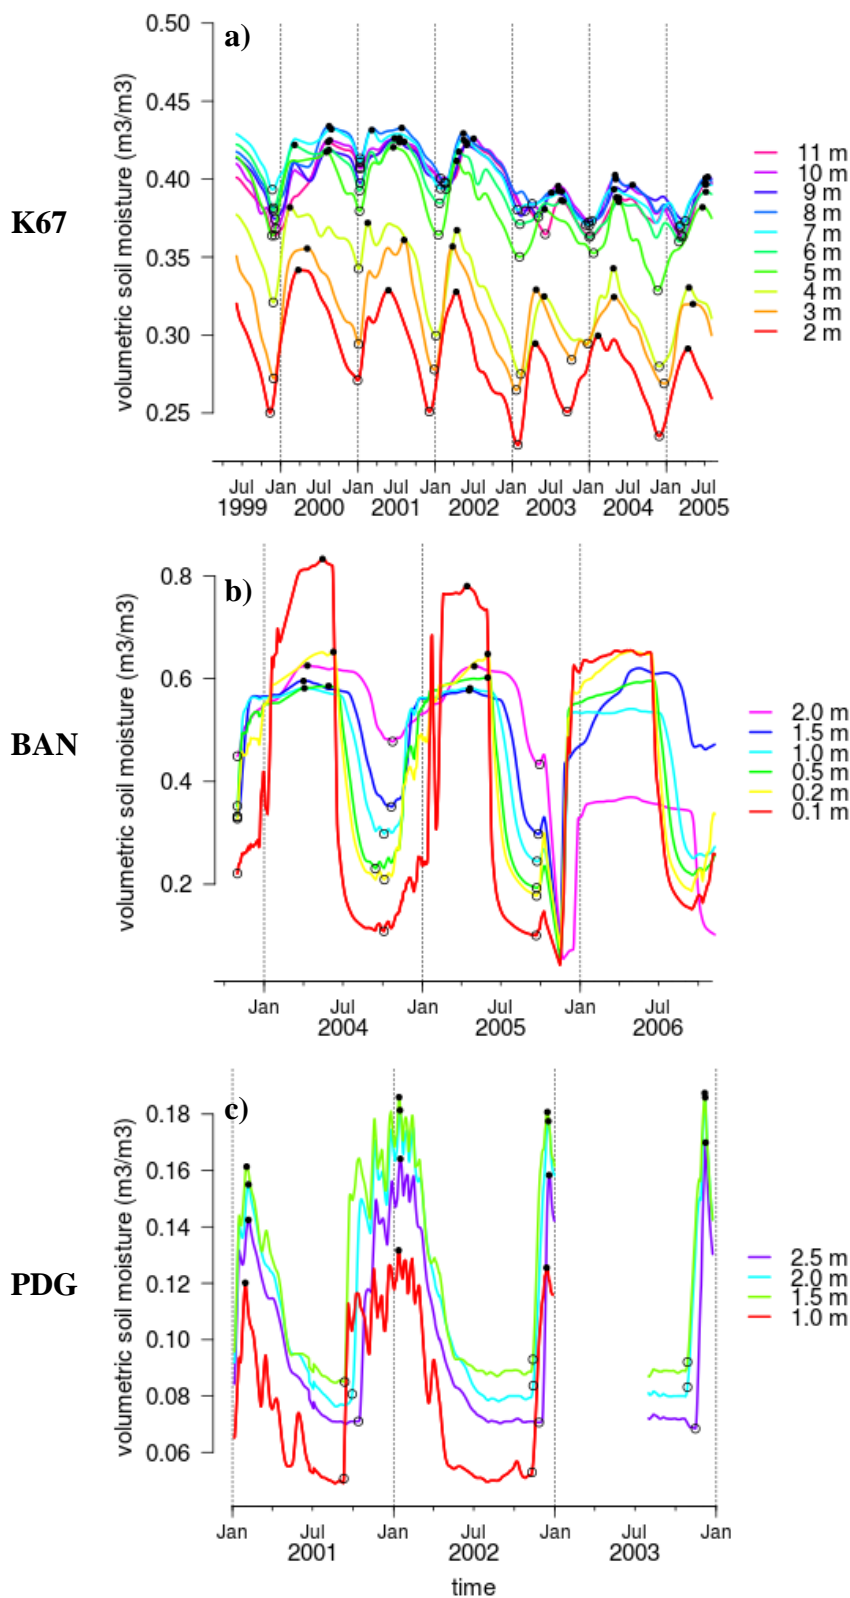 a)
K67
volumetric soil moisture (m3/m3)
0.50
0.45
0.40
0.35
0.30
0.25
Jul Jan Jul Jan Jul Jan Jul Jan Jul Jan Jul Jan Jul
1999 2000 2001 2002 2003 2004 2005
11 m
10 m
9 m
8 m
7 m
6 m
5 m
4 m
3 m
2 m
b)
BAN
volumetric soil moisture (m3/m3)
0.8
0.6
0.4
0.2
Jan Jul Jan Jul Jan Jul
2004 2005 2006
2.0 m
1.5 m
1.0 m
0.5 m
0.2 m
0.1 m
c)
PDG
volumetric soil moisture (m3/m3)
0.18
0.16
0.14
0.12
0.10
0.08
0.06
Jan Jul Jan Jul Jan Jul Jan
2001 2002 2003
time
2.5 m
2.0 m
1.5 m
1.0 m